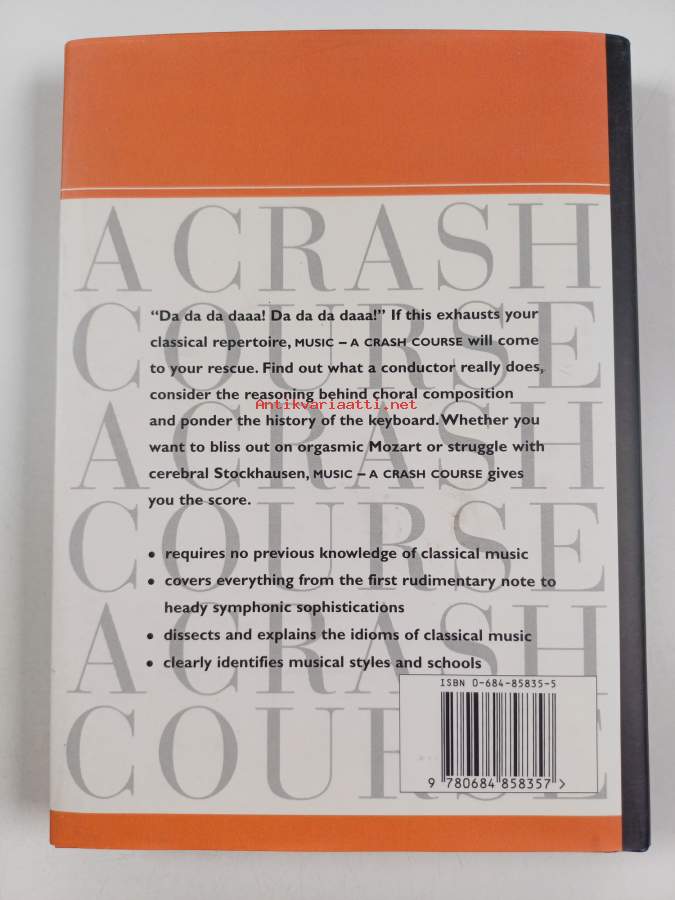 A CRASH
COURSE
A CRASH
COURSE
A CRASH
COURSE
“Da da da daaa! Da da da daaa!” If this exhausts your
classical repertoire, MUSIC – A CRASH COURSE will come
to your rescue. Find out what a conductor really does,
consider the reasoning behind choral composition
Antikvariaatti.net
and ponder the history of the keyboard. Whether you
want to bliss out on orgasmic Mozart or struggle with
cerebral Stockhausen, MUSIC – A CRASH COURSE gives
you the score.
• requires no previous knowledge of classical music
• covers everything from the first rudimentary note to
heady symphonic sophistications
• dissects and explains the idioms of classical music
• clearly identifies musical styles and schools
ISBN 0-684-85835-5
9 780684 858357 >